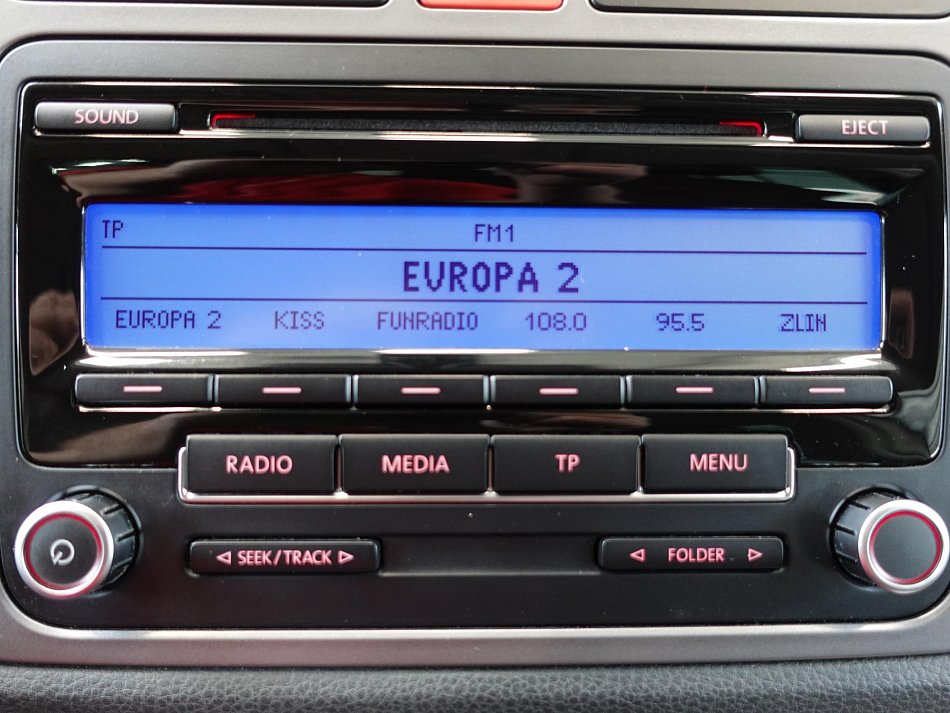 SOUND
EJECT
TP FM1
EVROPA 2
EUROPA 2 KISS FUNRADIO 108.0 95.5 ZLIN
RADIO MEDIA TP MENU
SEEK/TRACK FOLDER